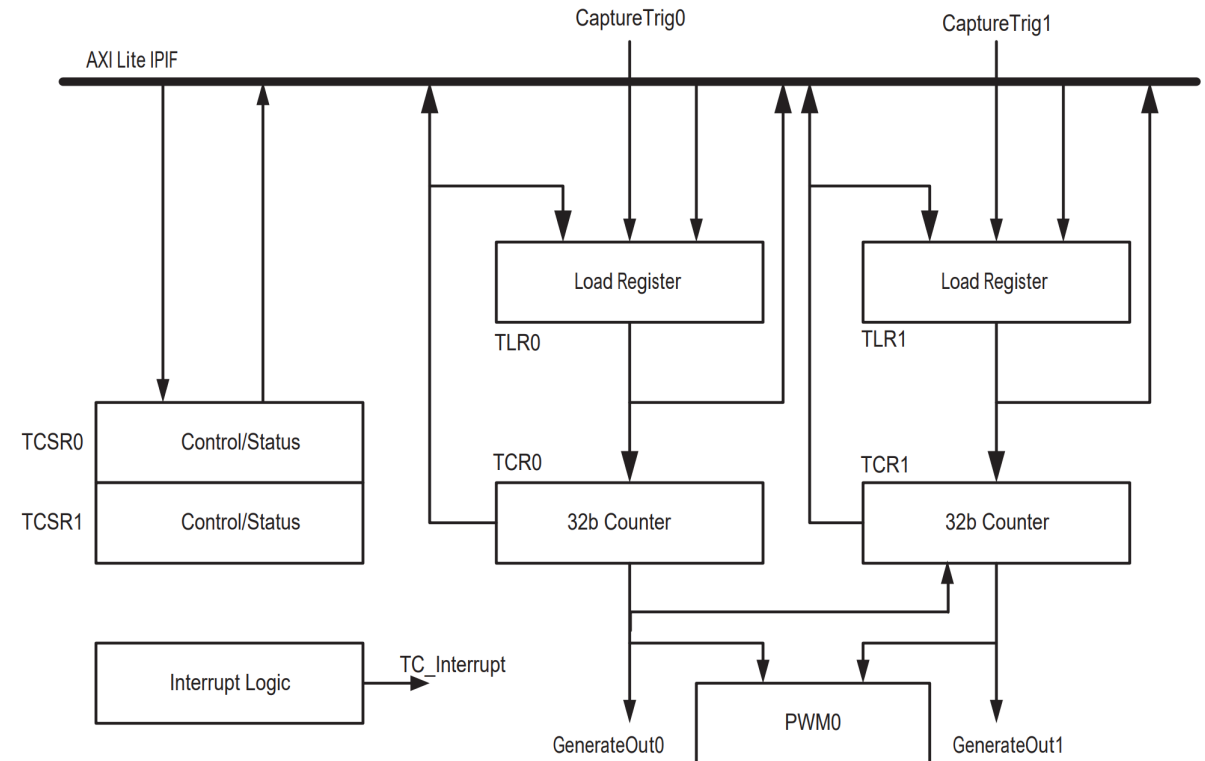 CaptureTrig0
CaptureTrig1
AXI Lite IPIF
Load Register
Load Register
TLR0
TLR1
TCSR0
Control/Status
TCR0
TCR1
TCSR1
Control/Status
32b Counter
32b Counter
Interrupt Logic
TC_Interrupt
PWM0
GenerateOut0
GenerateOut1